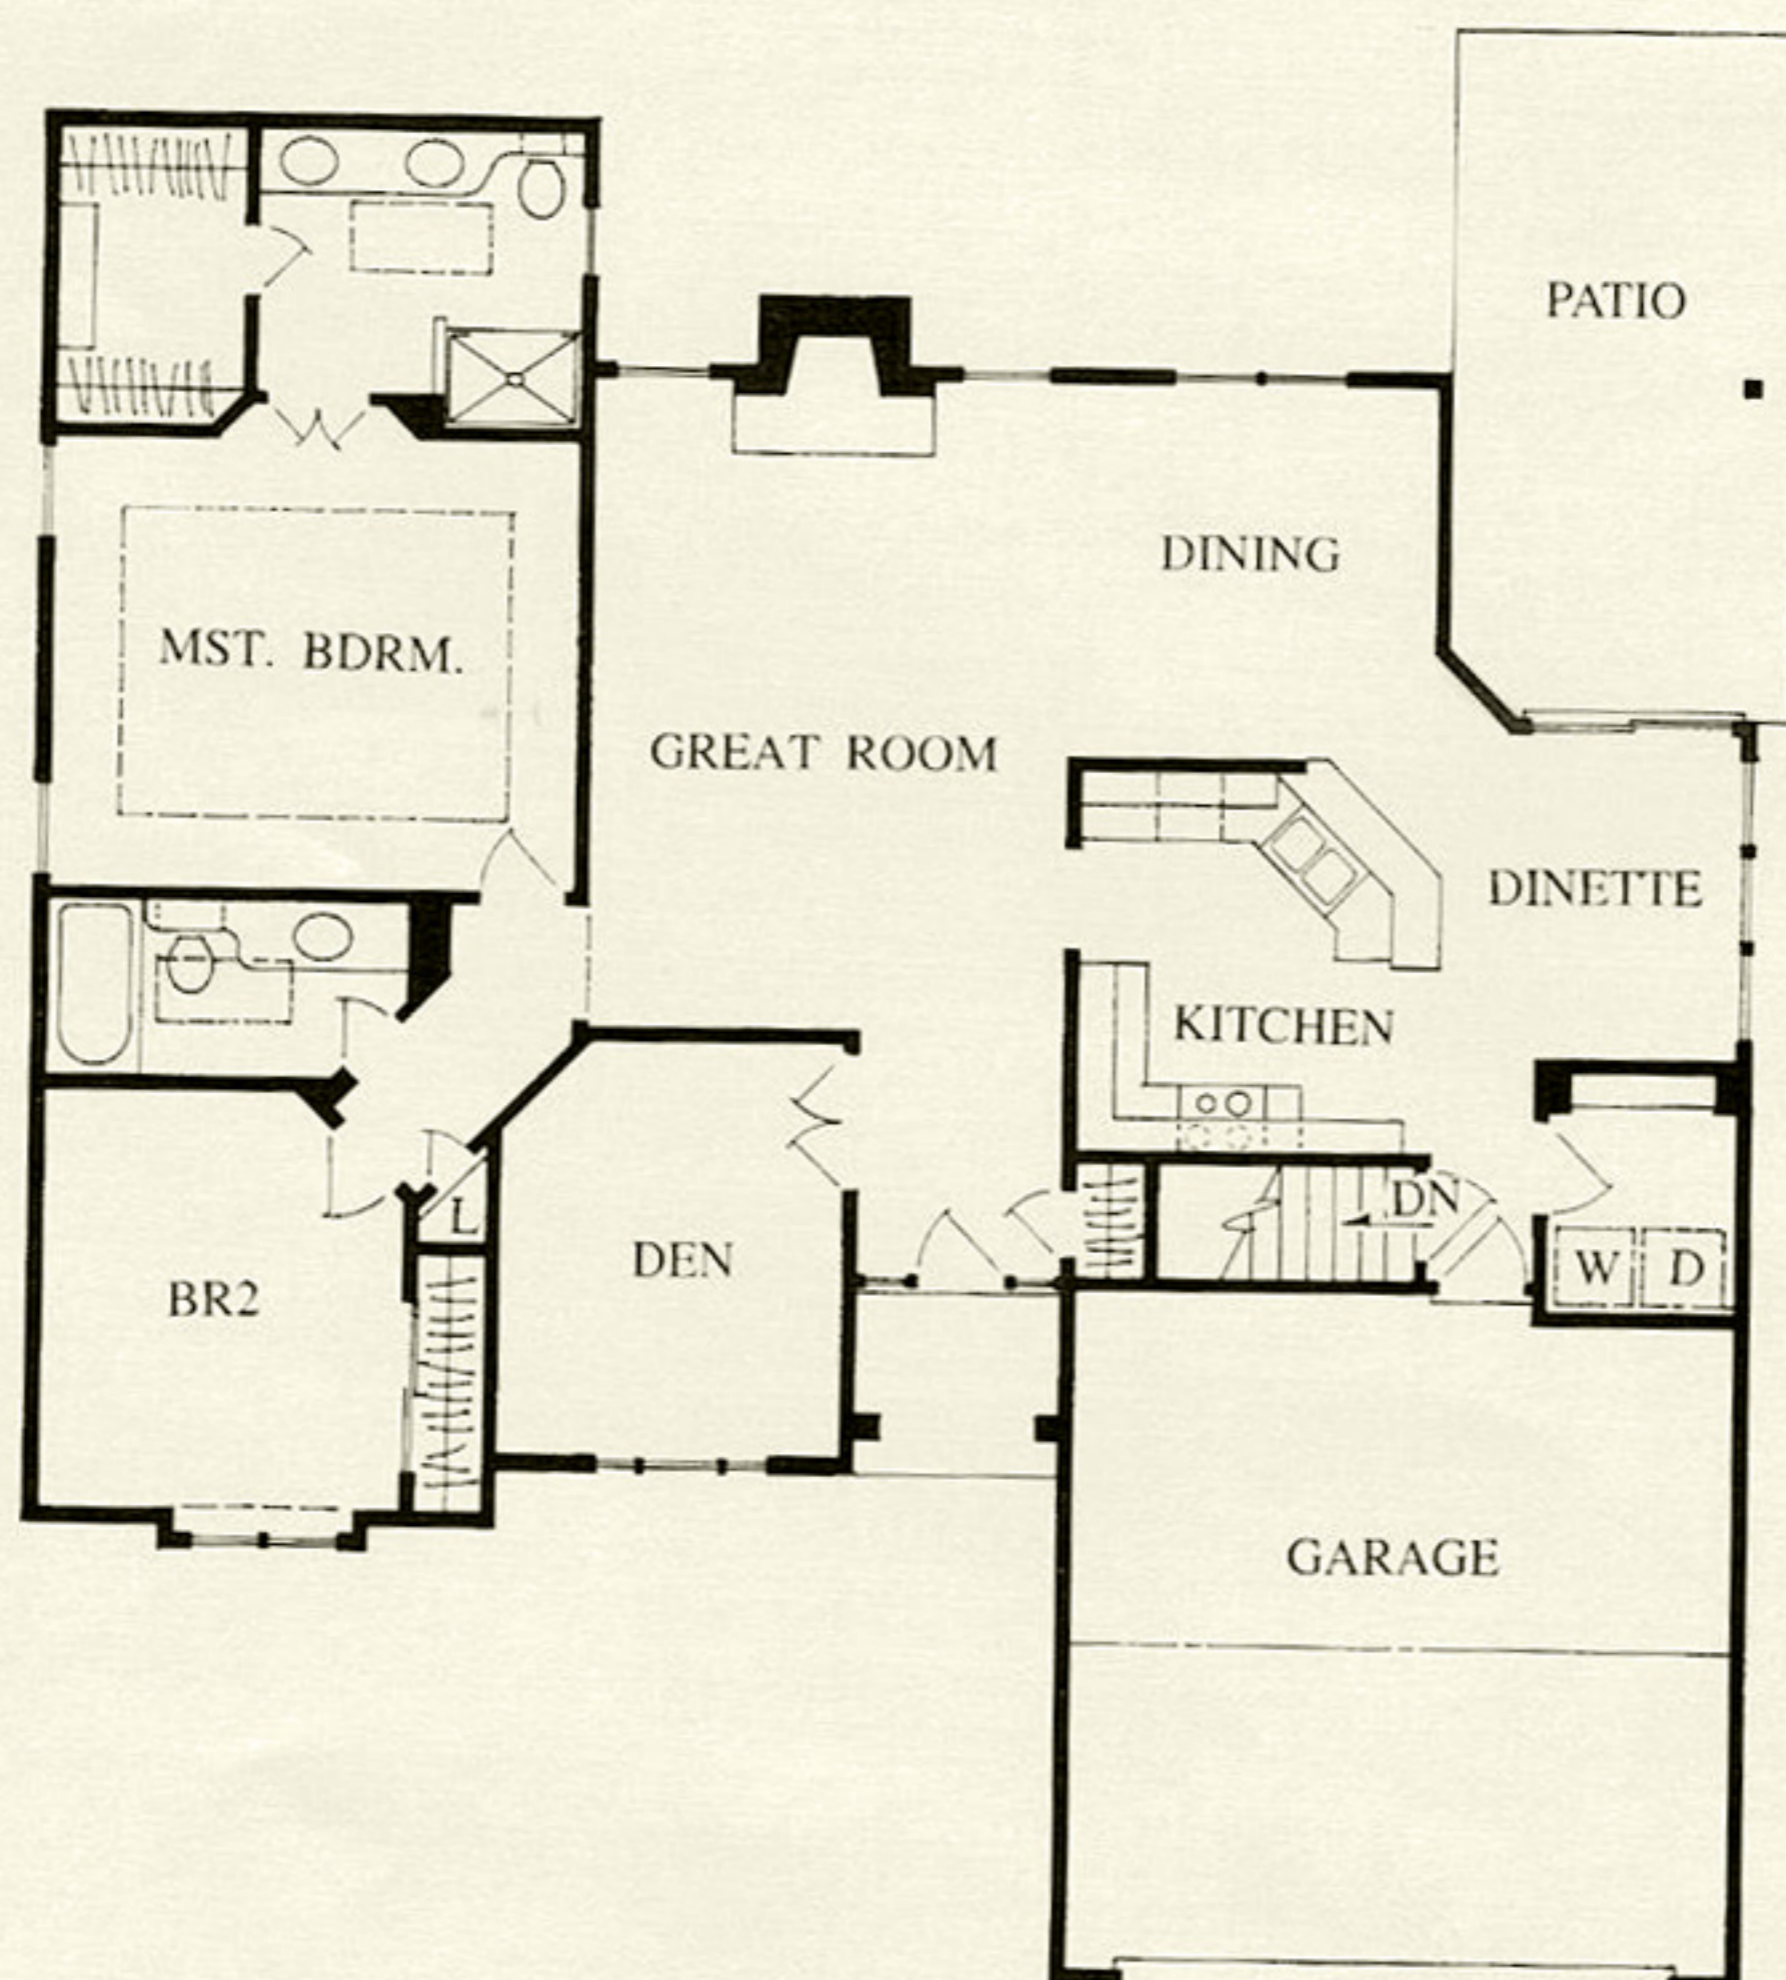 PATIO
DINING
MST. BDRM.
GREAT ROOM
DINETTE
KITCHEN
DN
L
DEN
W D
BR2
GARAGE